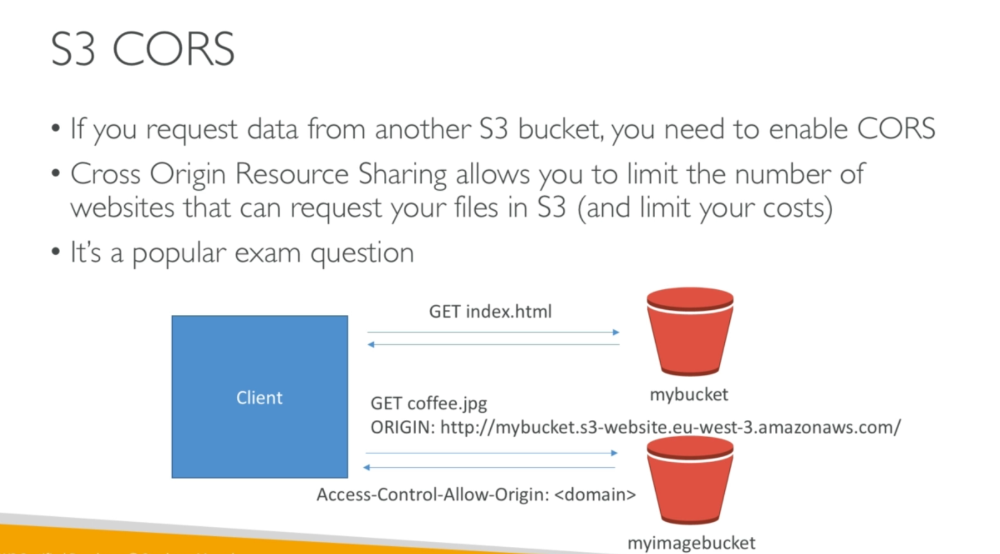 S3 CORS
• If you request data from another S3 bucket, you need to enable CORS
• Cross Origin Resource Sharing allows you to limit the number of
websites that can request your files in S3 (and limit your costs)
• It's a popular exam question
GET index.html
Client
mybucket
GET coffee.jpg
ORIGIN: http://mybucket.s3-website.eu-west-3.amazonaws.com/
Access-Control-Allow-Origin: <domain>
myimagebucket